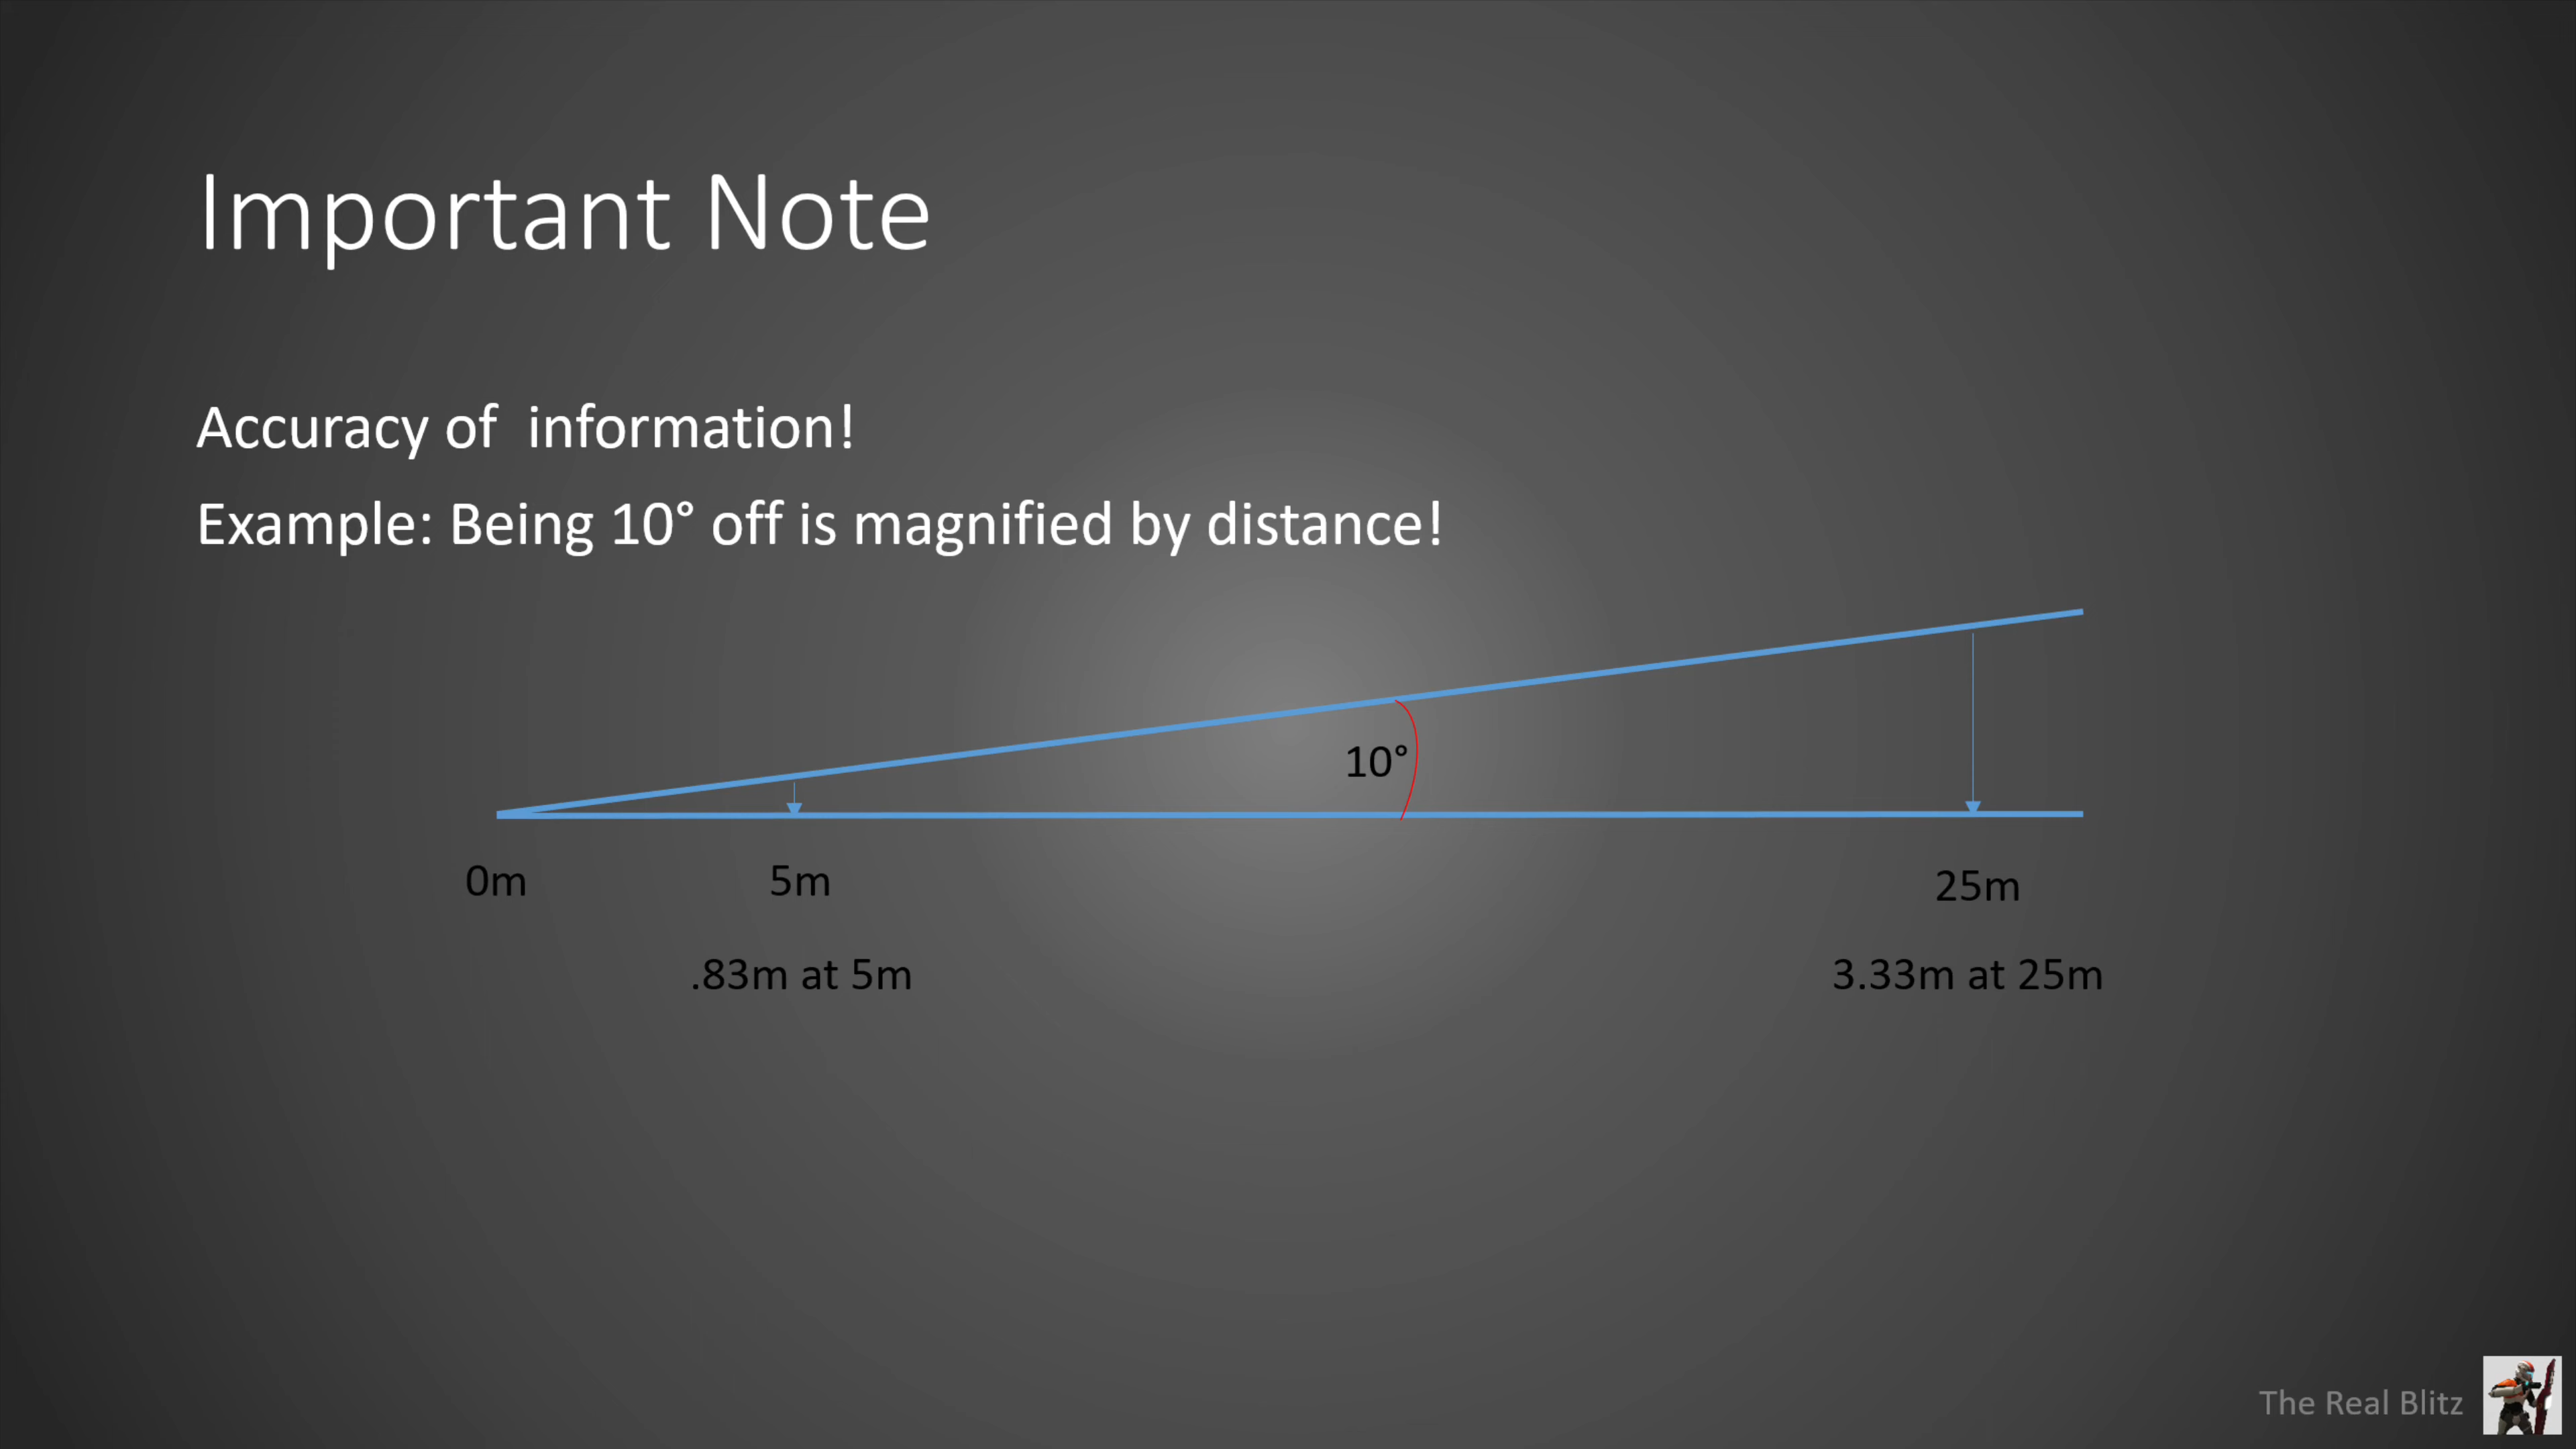 Important Note
Accuracy of  information!
Example: Being 10° off is magnified by distance!
10°
0m
5m
25m
.83m at 5m
3.33m at 25m
The Real Blitz